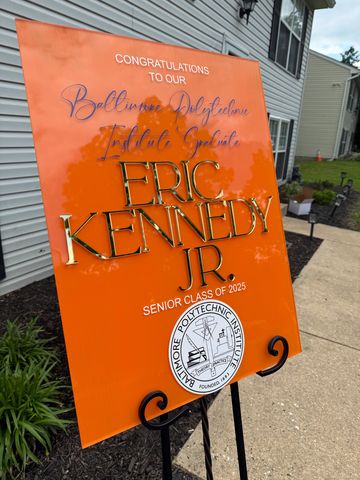 CONGRATULATIONS
TO OUR
Baltimore Polytechnic
Institute Graduate
ERIC
KENNEDY
JR.
SENIOR CLASS OF 2025
BALTIMORE POLYTECHNIC INSTITUTE
FOUNDED 1883